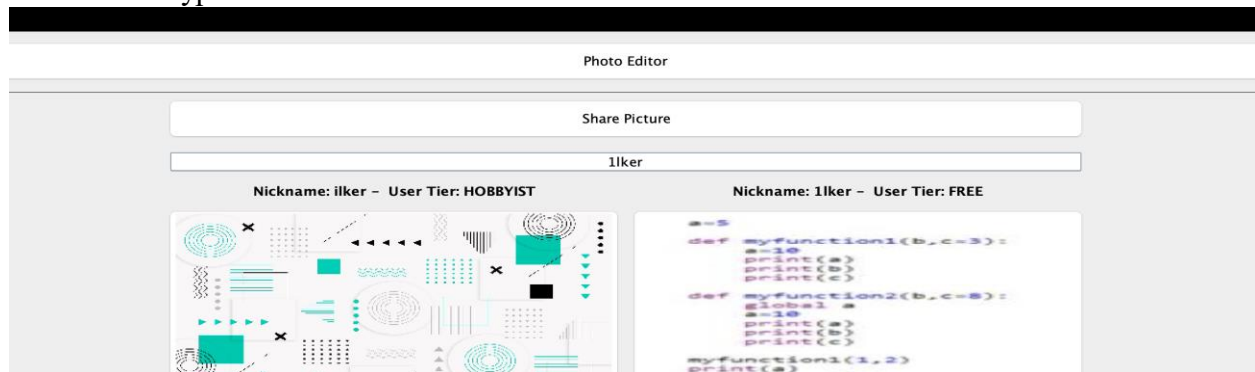 Photo Editor
Share Picture
1lker
Nickname: ilker – User Tier: HOBBYIST
Nickname: 1lker – User Tier: FREE
a=5
def myfunction1(b,c=3):
a=10
print(a)
print(b)
print(c)
def myfunction2(b,c=8):
global a
a=10
print(a)
print(b)
print(c)
myfunction1(1,2)
print(a)